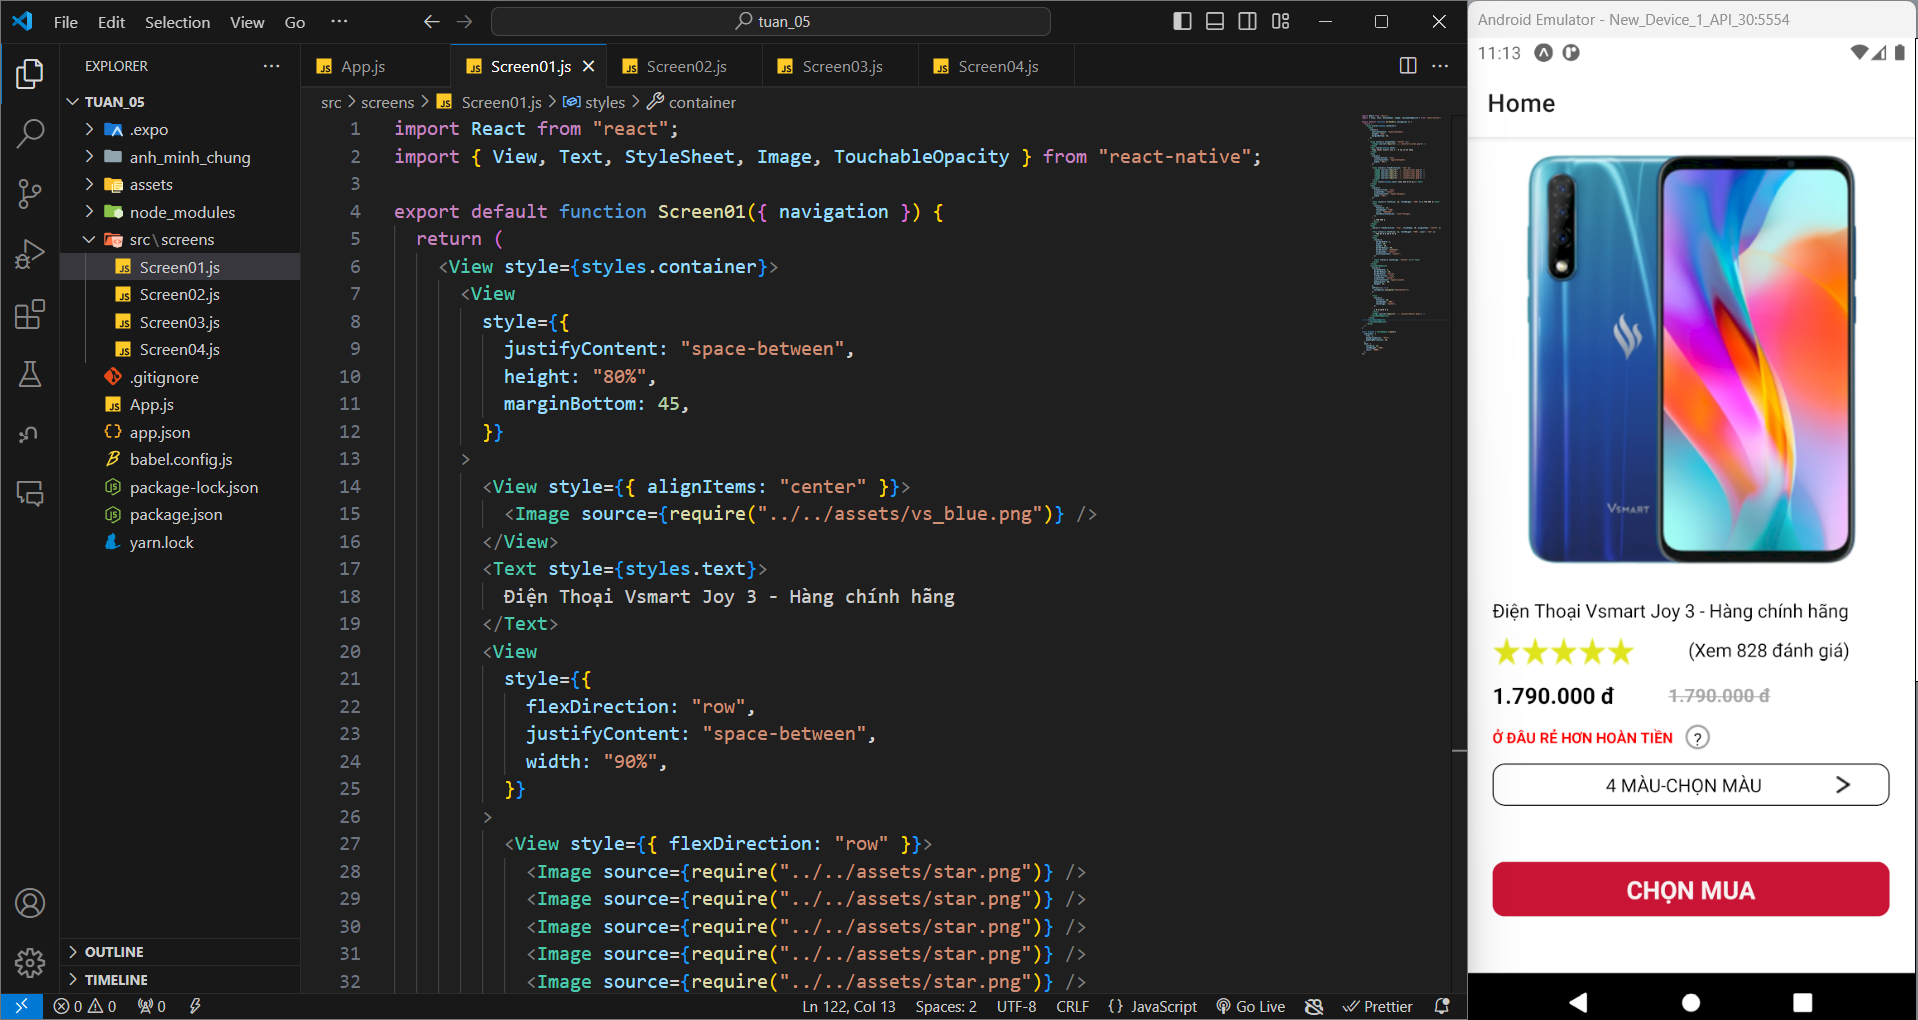 File Edit Selection View Go ··· tuan_05
EXPLORER ···
TUAN_05
.expo
anh_minh_chung
assets
node_modules
src\screens
Screen01.js
Screen02.js
Screen03.js
Screen04.js
.gitignore
App.js
app.json
babel.config.js
package-lock.json
package.json
yarn.lock
OUTLINE
TIMELINE
App.js Screen01.js Screen02.js Screen03.js Screen04.js
src > screens > Screen01.js > styles > container
1 import React from "react";
2 import { View, Text, StyleSheet, Image, TouchableOpacity } from "react-native";
3
4 export default function Screen01({ navigation }) {
5 return (
6 <View style={styles.container}>
7 <View
8 style={{
9 justifyContent: "space-between",
10 height: "80%",
11 marginBottom: 45,
12 }}
13 >
14 <View style={{ alignItems: "center" }}>
15 <Image source={require("../../assets/vs_blue.png")} />
16 </View>
17 <Text style={styles.text}>
18 Điện Thoại Vsmart Joy 3 - Hàng chính hãng
19 </Text>
20 <View
21 style={{
22 flexDirection: "row",
23 justifyContent: "space-between",
24 width: "90%",
25 }}
26 >
27 <View style={{ flexDirection: "row" }}>
28 <Image source={require("../../assets/star.png")} />
29 <Image source={require("../../assets/star.png")} />
30 <Image source={require("../../assets/star.png")} />
31 <Image source={require("../../assets/star.png")} />
32 <Image source={require("../../assets/star.png")} />
0 0 0 Ln 122, Col 13 Spaces: 2 UTF-8 CRLF {} JavaScript Go Live Prettier
Android Emulator - New_Device_1_API_30:5554
11:13
Home
VSMART
Điện Thoại Vsmart Joy 3 - Hàng chính hãng
(Xem 828 đánh giá)
1.790.000 đ 1.790.000 đ
Ở ĐÂU RẺ HƠN HOÀN TIỀN ?
4 MÀU-CHỌN MÀU >
CHỌN MUA